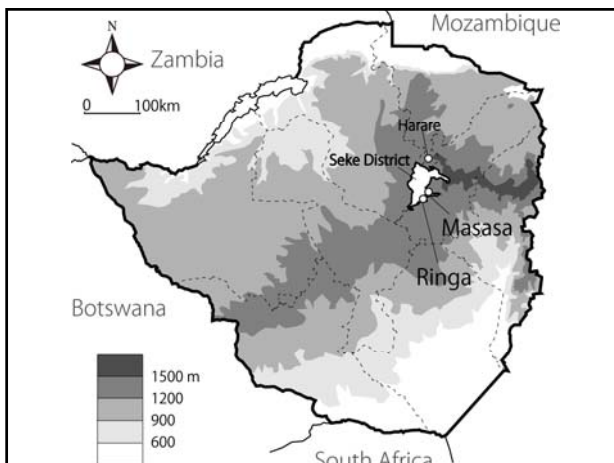 Mozambique
N
Zambia
0 100km
Harare
Seke District
Masasa
Ringa
Botswana
1500 m
1200
900
600
South Africa